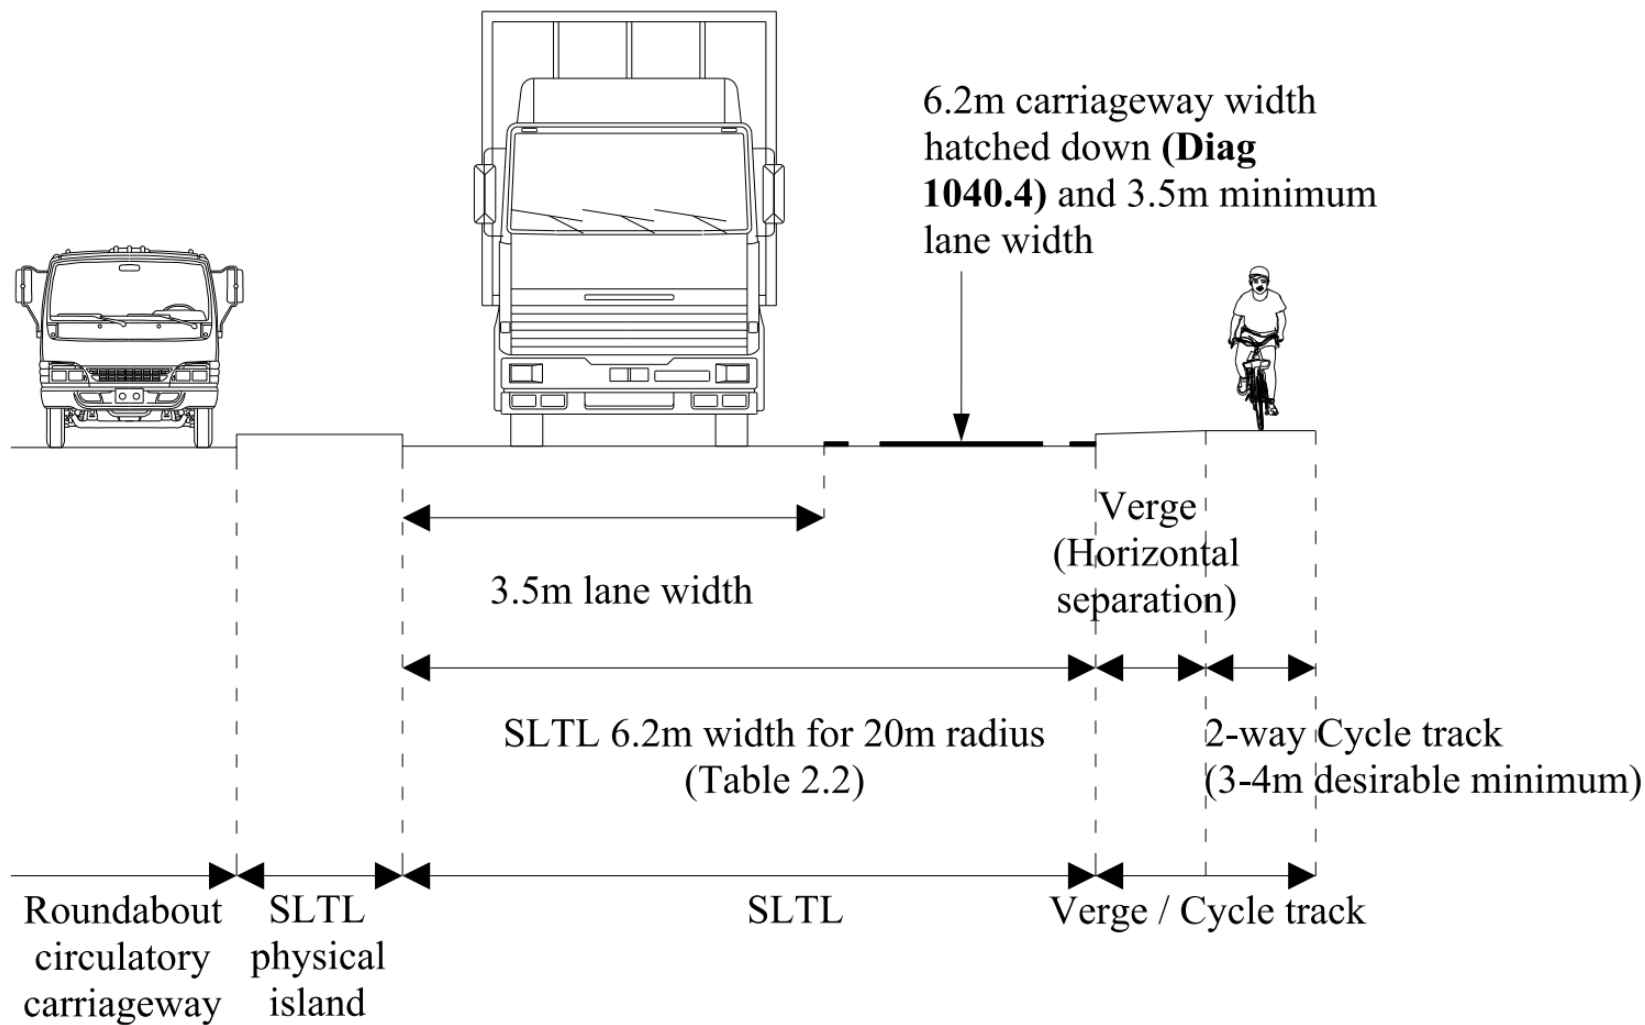 6.2m carriageway width
hatched down (Diag
1040.4) and 3.5m minimum
lane width
Verge
(Horizontal
separation)
3.5m lane width
SLTL 6.2m width for 20m radius
(Table 2.2)
2-way Cycle track
(3-4m desirable minimum)
Roundabout
circulatory
carriageway
SLTL
physical
island
SLTL
Verge / Cycle track